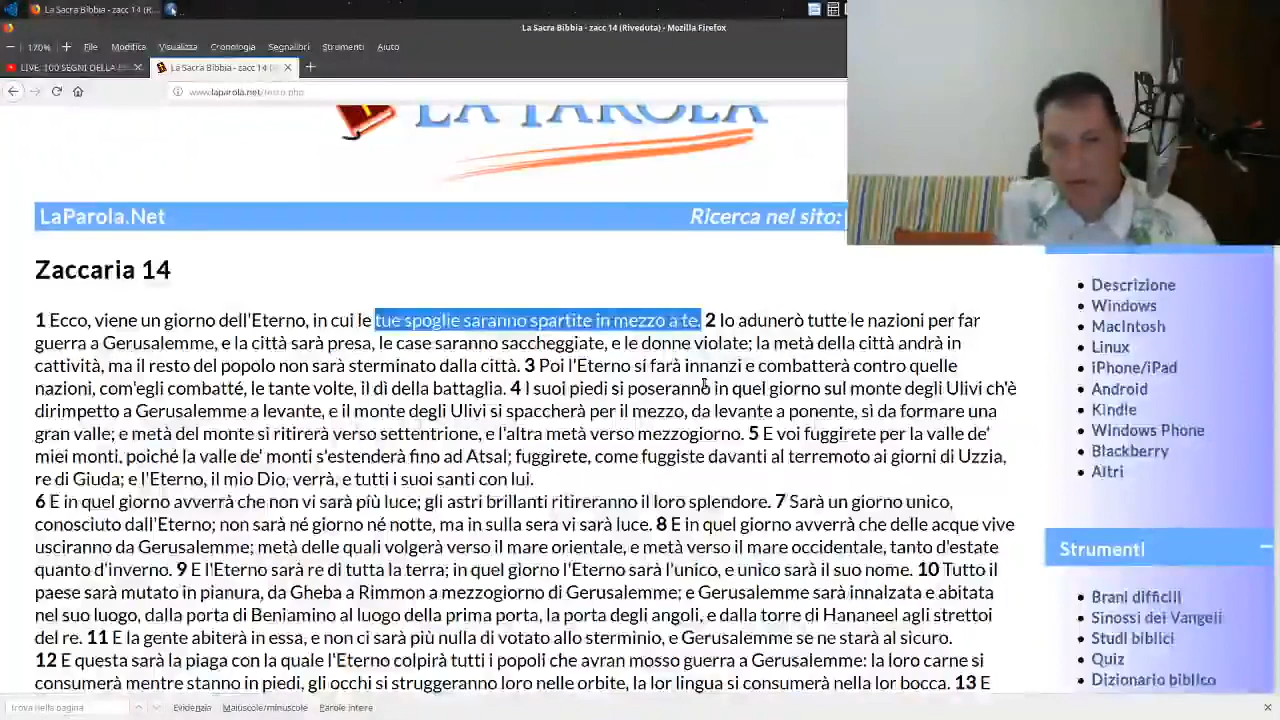 La Sacra Bibbia - zacc 14 (R...
La Sacra Bibbia - zacc 14 (Riveduta) - Mozilla Firefox
170%
File Modifica Visualizza Cronologia Segnalibri Strumenti Aiuto
LIVE: 100 SEGNI DELLA
La Sacra Bibbia - zacc 14 (
www.laparola.net/testo.php
LA PAROLA
LaParola.Net
Ricerca nel sito:
Zaccaria 14
1 Ecco, viene un giorno dell'Eterno, in cui le tue spoglie saranno spartite in mezzo a te. 2 Io adunerò tutte le nazioni per far
guerra a Gerusalemme, e la città sarà presa, le case saranno saccheggiate, e le donne violate; la metà della città andrà in
cattività, ma il resto del popolo non sarà sterminato dalla città. 3 Poi l'Eterno si farà innanzi e combatterà contro quelle
nazioni, com'egli combatté, le tante volte, il dì della battaglia. 4 I suoi piedi si poseranno in quel giorno sul monte degli Ulivi ch'è
dirimpetto a Gerusalemme a levante, e il monte degli Ulivi si spaccherà per il mezzo, da levante a ponente, sì da formare una
gran valle; e metà del monte si ritirerà verso settentrione, e l'altra metà verso mezzogiorno. 5 E voi fuggirete per la valle de'
miei monti, poiché la valle de' monti s'estenderà fino ad Atsal; fuggirete, come fuggiste davanti al terremoto ai giorni di Uzzia,
re di Giuda; e l'Eterno, il mio Dio, verrà, e tutti i suoi santi con lui.
6 E in quel giorno avverrà che non vi sarà più luce; gli astri brillanti ritireranno il loro splendore. 7 Sarà un giorno unico,
conosciuto dall'Eterno; non sarà né giorno né notte, ma in sulla sera vi sarà luce. 8 E in quel giorno avverrà che delle acque vive
usciranno da Gerusalemme; metà delle quali volgerà verso il mare orientale, e metà verso il mare occidentale, tanto d'estate
quanto d'inverno. 9 E l'Eterno sarà re di tutta la terra; in quel giorno l'Eterno sarà l'unico, e unico sarà il suo nome. 10 Tutto il
paese sarà mutato in pianura, da Gheba a Rimmon a mezzogiorno di Gerusalemme; e Gerusalemme sarà innalzata e abitata
nel suo luogo, dalla porta di Beniamino al luogo della prima porta, la porta degli angoli, e dalla torre di Hananeel agli strettoi
del re. 11 E la gente abiterà in essa, e non ci sarà più nulla di votato allo sterminio, e Gerusalemme se ne starà al sicuro.
12 E questa sarà la piaga con la quale l'Eterno colpirà tutti i popoli che avran mosso guerra a Gerusalemme: la loro carne si
consumerà mentre stanno in piedi, gli occhi si struggeranno loro nelle orbite, la lor lingua si consumerà nella lor bocca. 13 E
Descrizione
Windows
MacIntosh
Linux
iPhone/iPad
Android
Kindle
Windows Phone
Blackberry
Altri
Strumenti
Brani difficili
Sinossi dei Vangeli
Studi biblici
Quiz
Dizionario biblico
Trova nella pagina
Evidenzia Maiuscole/minuscole Parole intere